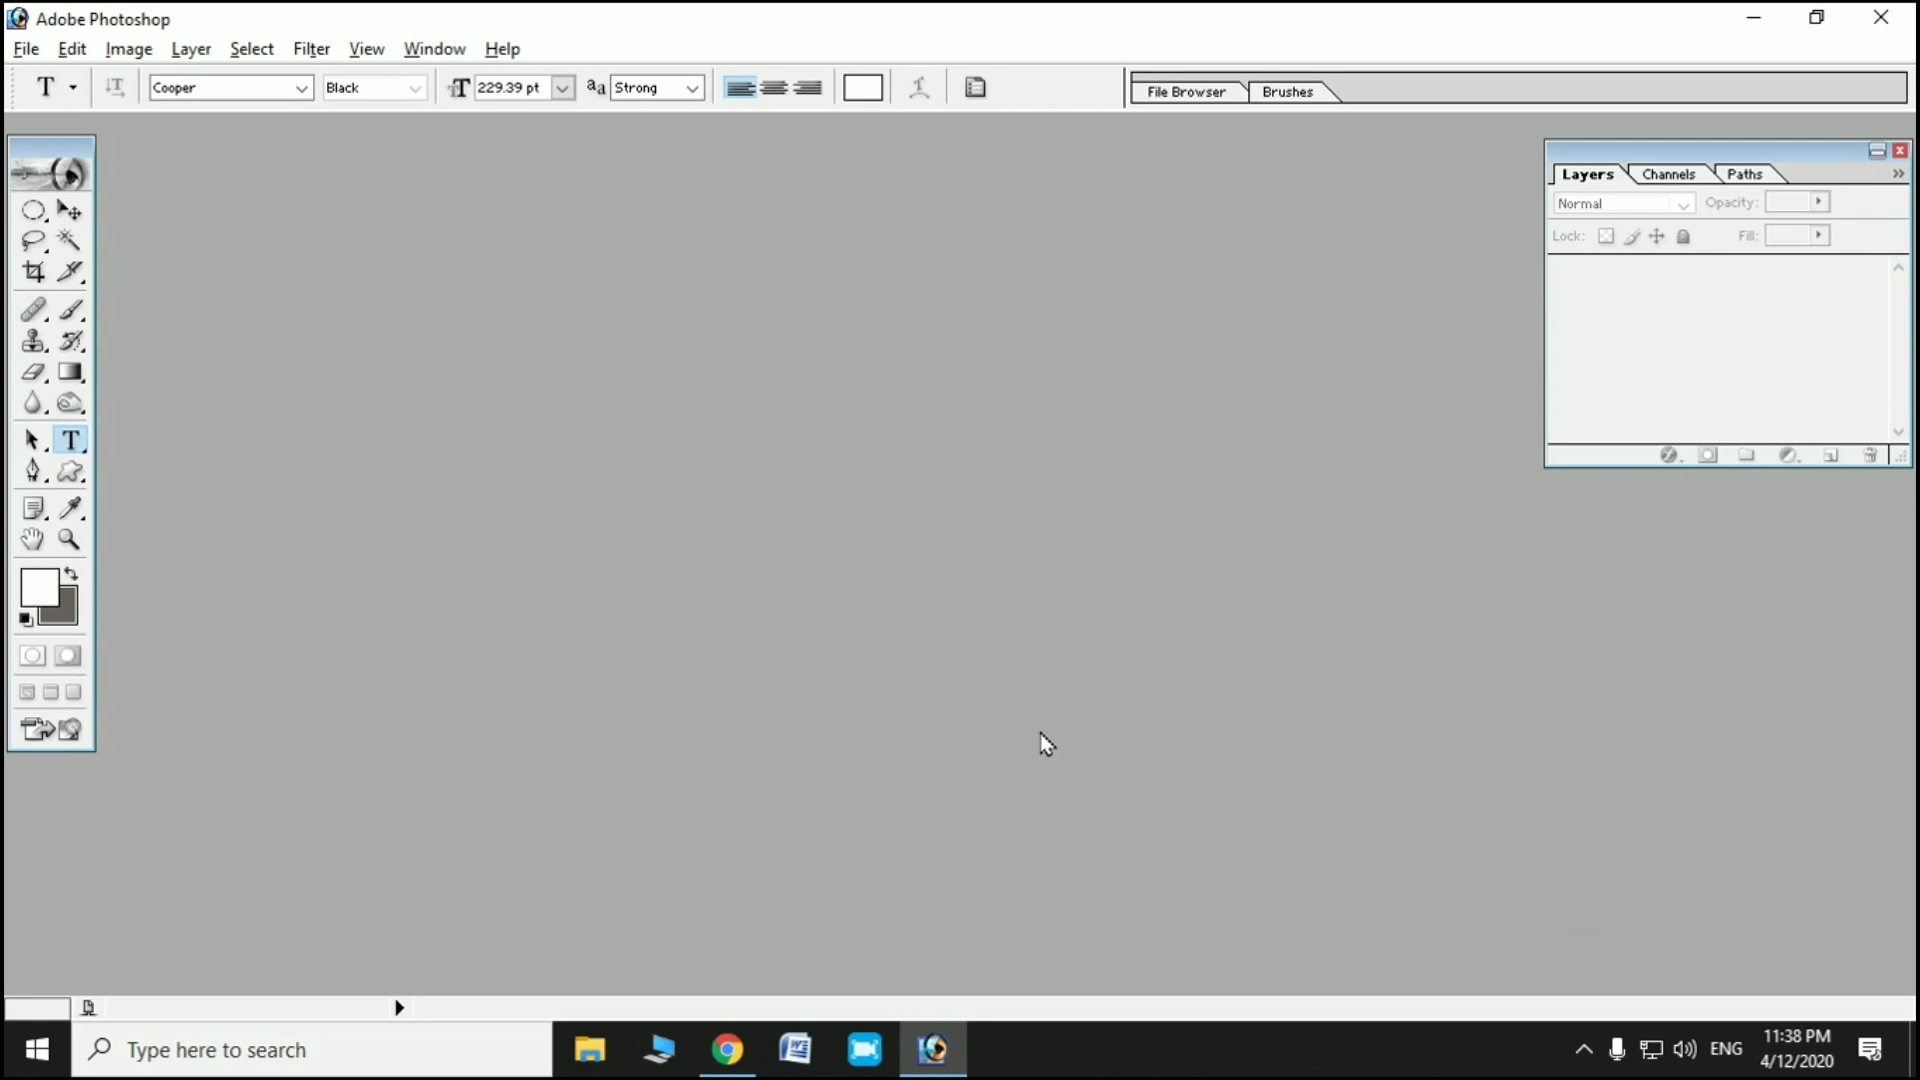 Adobe Photoshop
File Edit Image Layer Select Filter View Window Help
T Cooper Black 229.39 pt aa Strong File Browser Brushes
Layers Channels Paths
Normal Opacity:
Lock: Fill:
T
Type here to search
ENG
11:38 PM
4/12/2020